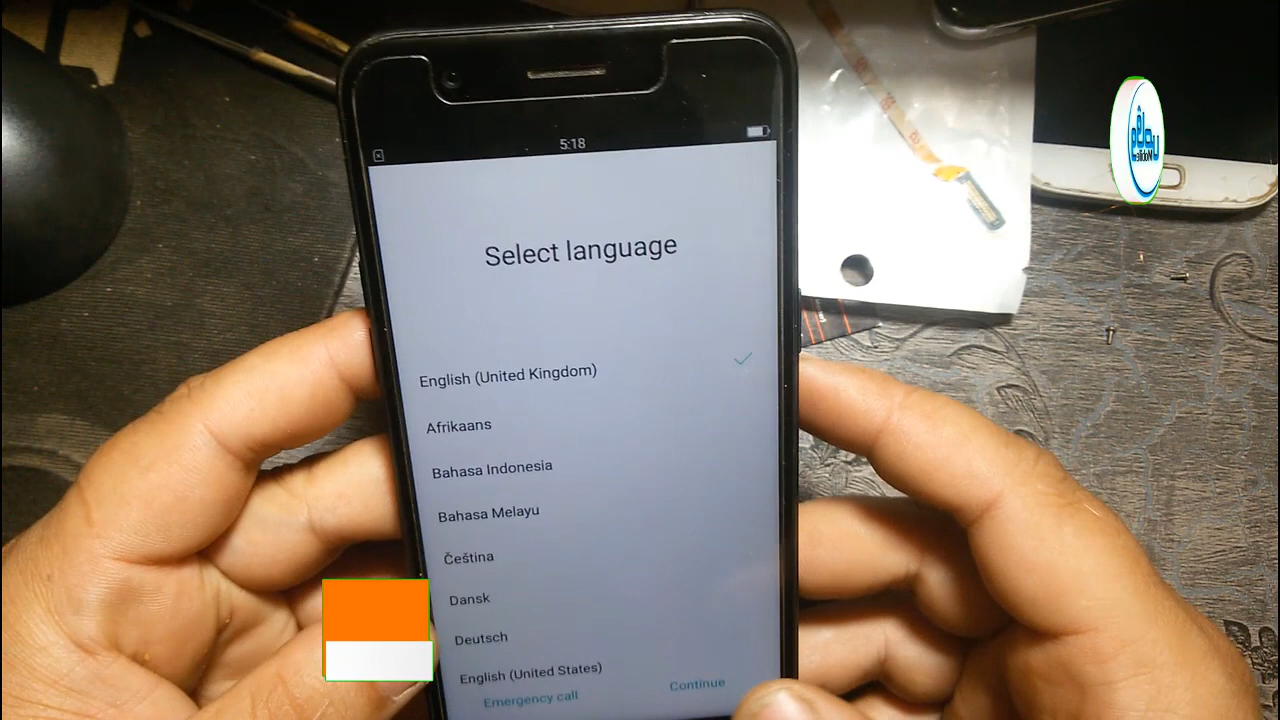 5:18
Select language
English (United Kingdom)
Afrikaans
Bahasa Indonesia
Bahasa Melayu
Čeština
Dansk
Deutsch
English (United States)
Emergency call
Continue
Mobile